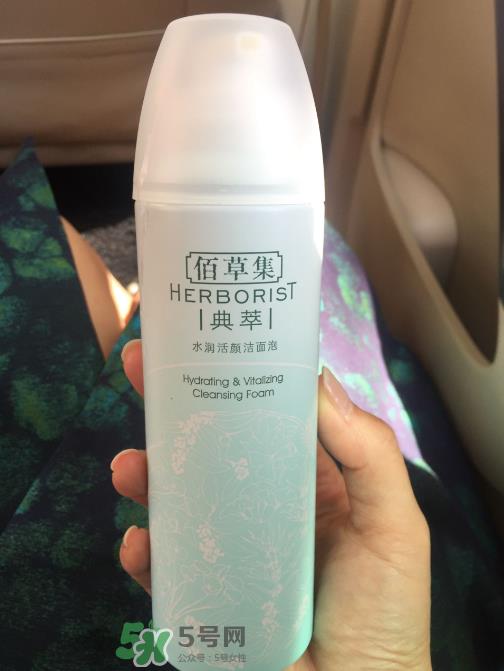 佰草集
HERBORIST
典萃
水润活颜洁面泡
Hydrating & Vitalizing
Cleansing Foam
5号网
公众号：5号女性